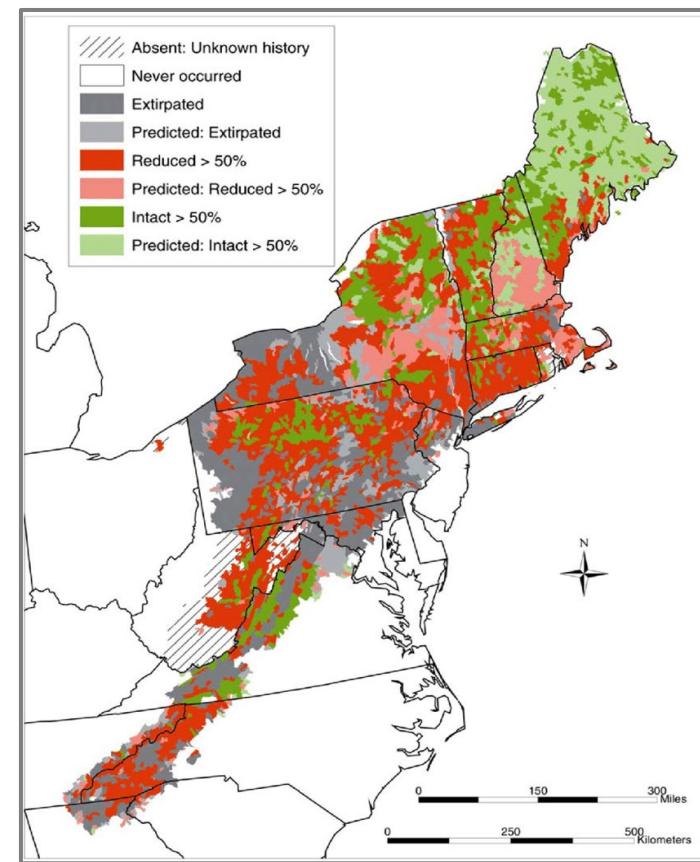 Absent: Unknown history
Never occurred
Extirpated
Predicted: Extirpated
Reduced > 50%
Predicted: Reduced > 50%
Intact > 50%
Predicted: Intact > 50%
N
0 150 300
Miles
0 250 500
Kilometers